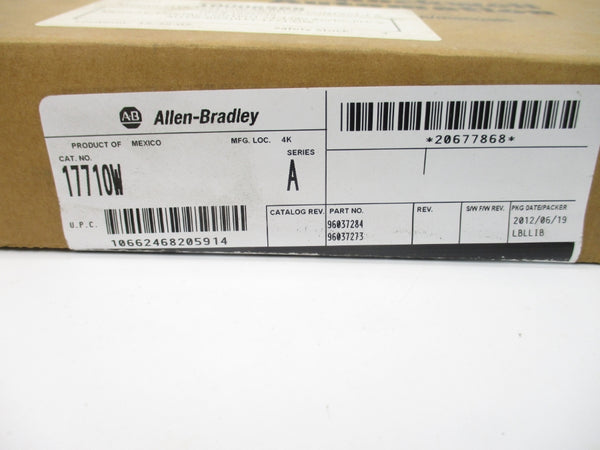 AB Allen-Bradley
PRODUCT OF MEXICO MFG. LOC. 4K
CAT. NO. SERIES
1771OW A
U.P.C.
10662468205914
*20677868*
CATALOG REV. PART NO. REV. S/W F/W REV. PKG DATE/PACKER
96037284 2012/06/19
96037273 LBLLIB